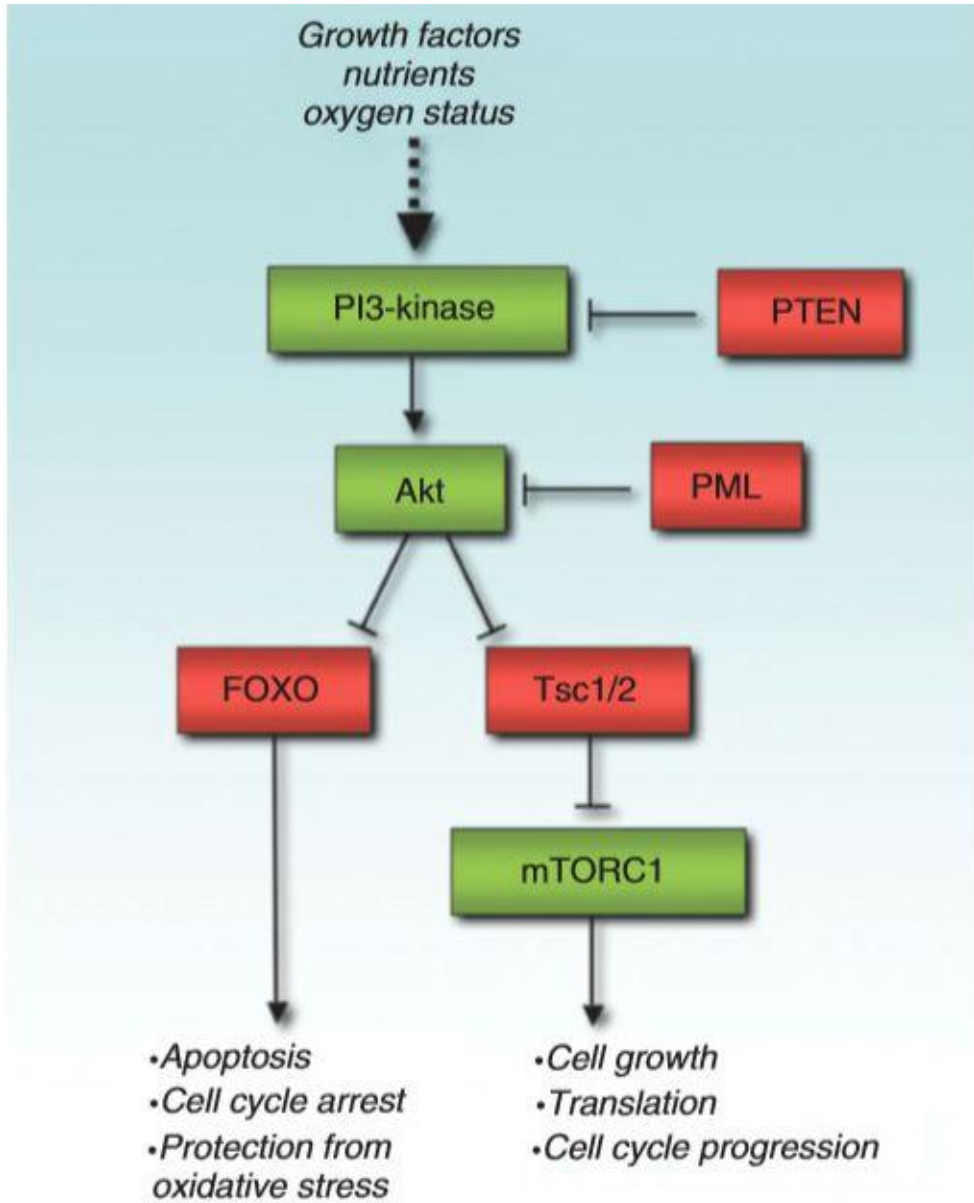 Growth factors
nutrients
oxygen status
PI3-kinase
PTEN
Akt
PML
FOXO
Tsc1/2
mTORC1
•Apoptosis
•Cell cycle arrest
•Protection from
oxidative stress
•Cell growth
•Translation
•Cell cycle progression